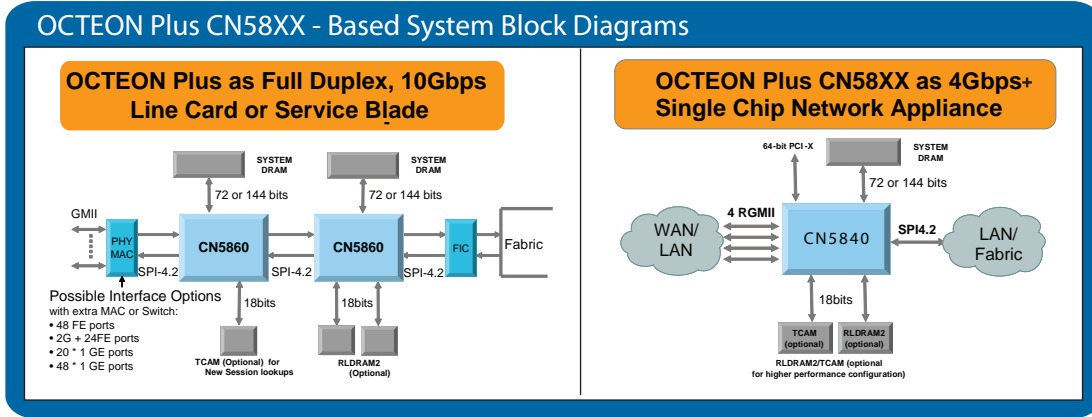 OCTEON Plus CN58XX - Based System Block Diagrams
OCTEON Plus as Full Duplex, 10Gbps
Line Card or Service Blade
SYSTEM
DRAM
SYSTEM
DRAM
72 or 144 bits
72 or 144 bits
GMII
PHY
MAC
CN5860
CN5860
FIC
Fabric
SPI-4.2
SPI-4.2
SPI-4.2
Possible Interface Options
with extra MAC or Switch:
• 48 FE ports
• 2G + 24FE ports
• 20 * 1 GE ports
• 48 * 1 GE ports
18bits
18bits
TCAM (Optional) for
New Session lookups
RLDRAM2
(Optional)
OCTEON Plus CN58XX as 4Gbps+
Single Chip Network Appliance
64-bit PCI-X
SYSTEM
DRAM
72 or 144 bits
4 RGMII
WAN/
LAN
CN5840
SPI4.2
LAN/
Fabric
18bits
TCAM
(optional)
RLDRAM2
(optional)
RLDRAM2/TCAM (optional
for higher performance configuration)